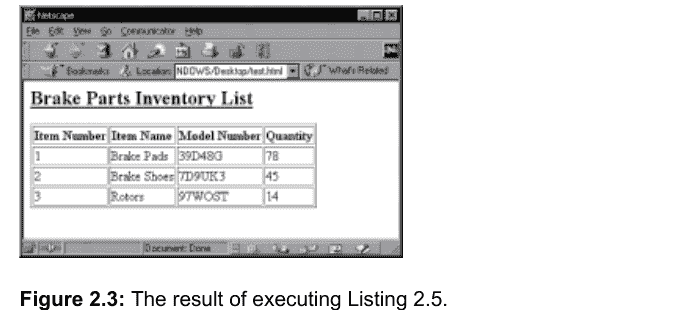 Netscape
File Edit View Go Communicator Help
Bookmarks Location: NDOWS/Desktop/test.html What's Related
Brake Parts Inventory List
Item Number Item Name Model Number Quantity
1 Brake Pads 39D48G 78
2 Brake Shoes 7D9UK3 45
3 Rotors 97WOST 14
Document: Done
Figure 2.3: The result of executing Listing 2.5.